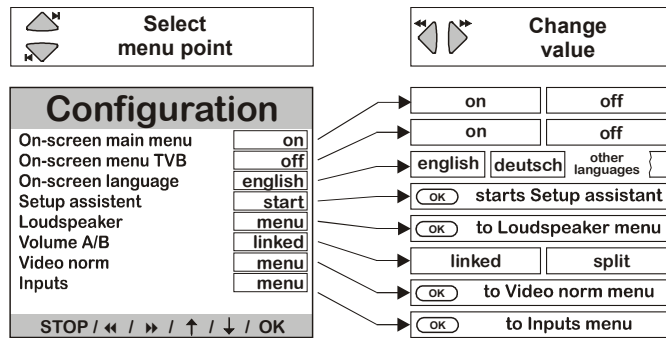 Select
menu point
Change
value
Configuration
On-screen main menu on
On-screen menu TVB off
On-screen language english
Setup assistent start
Loudspeaker menu
Volume A/B linked
Video norm menu
Inputs menu
STOP / ◄◄ / ►► / ↑ / ↓ / OK
on off
on off
english deutsch other
languages
OK starts Setup assistant
OK to Loudspeaker menu
linked split
OK to Video norm menu
OK to Inputs menu